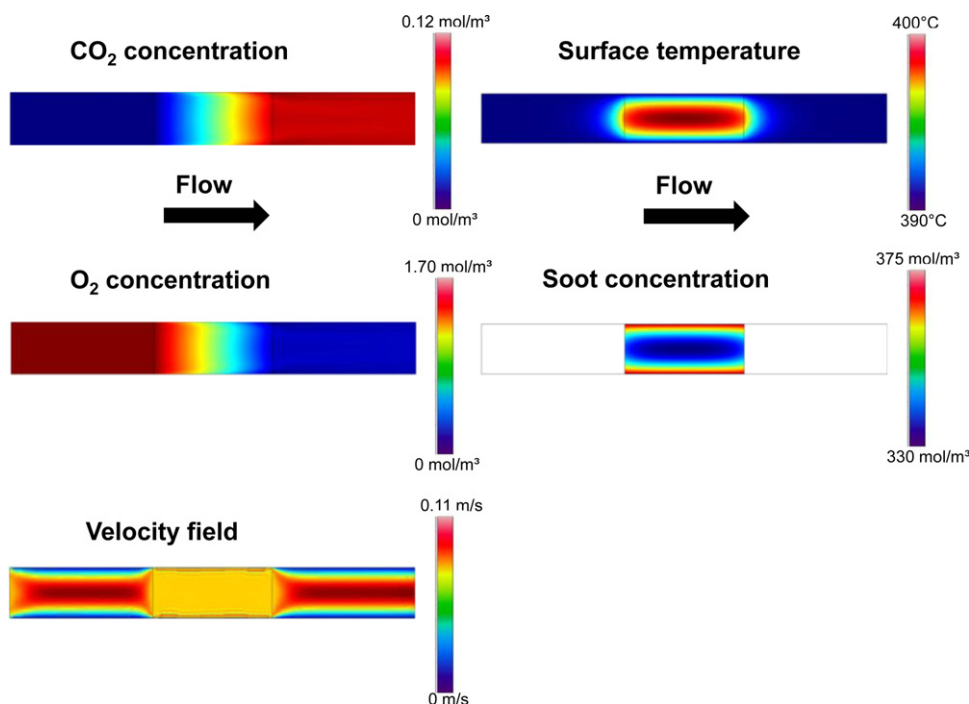 CO₂ concentration
0.12 mol/m³
0 mol/m³
Flow
Surface temperature
400°C
390°C
Flow
O₂ concentration
1.70 mol/m³
0 mol/m³
Soot concentration
375 mol/m³
330 mol/m³
Velocity field
0.11 m/s
0 m/s